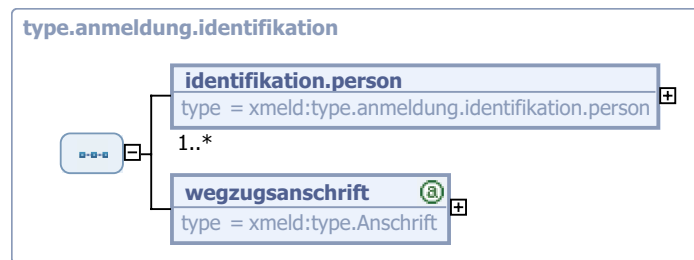 type.anmeldung.identifikation
identifikation.person
type = xmeld:type.anmeldung.identifikation.person
1..*
wegzugsanschrift @
type = xmeld:type.Anschrift